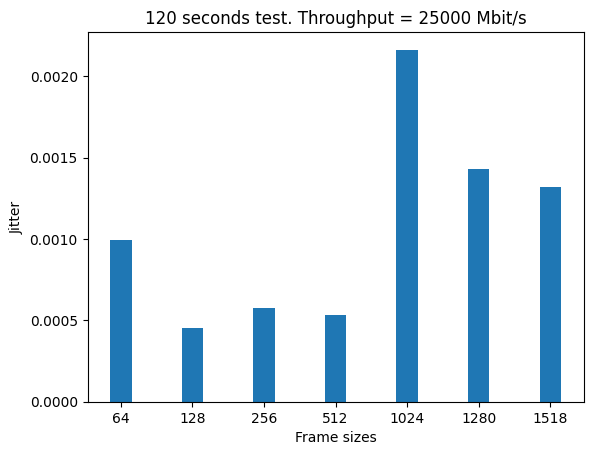 120 seconds test. Throughput = 25000 Mbit/s
0.0020
0.0015
0.0010
0.0005
0.0000
Jitter
64 128 256 512 1024 1280 1518
Frame sizes